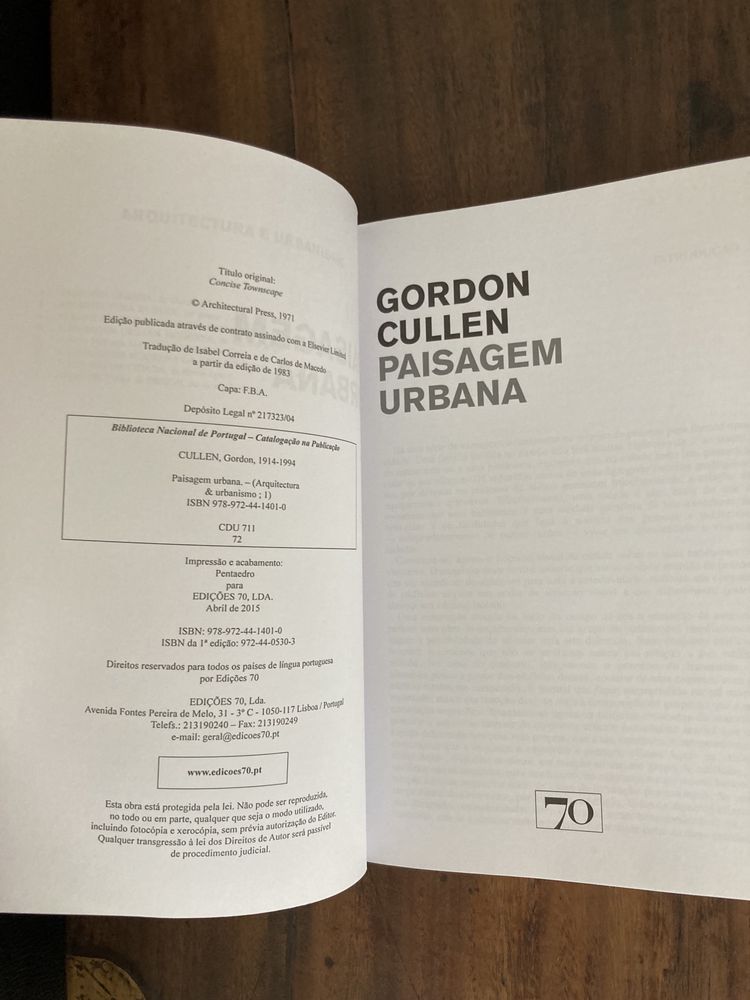 Título original:
Concise Townscape
© Architectural Press, 1971
Edição publicada através de contrato assinado com a Elsevier Limited
Tradução de Isabel Correia e de Carlos de Macedo
a partir da edição de 1983
Capa: F.B.A.
Depósito Legal nº 217323/04
Biblioteca Nacional de Portugal – Catalogação na Publicação
CULLEN, Gordon, 1914-1994
Paisagem urbana. – (Arquitectura
& urbanismo ; 1)
ISBN 978-972-44-1401-0
CDU 711
72
Impressão e acabamento:
Pentaedro
para
EDIÇÕES 70, LDA.
Abril de 2015
ISBN: 978-972-44-1401-0
ISBN da 1ª edição: 972-44-0530-3
Direitos reservados para todos os países de língua portuguesa
por Edições 70
EDIÇÕES 70, Lda.
Avenida Fontes Pereira de Melo, 31 - 3º C - 1050-117 Lisboa / Portugal
Telefs.: 213190240 – Fax: 213190249
e-mail: geral@edicoes70.pt
www.edicoes70.pt
Esta obra está protegida pela lei. Não pode ser reproduzida,
no todo ou em parte, qualquer que seja o modo utilizado,
incluindo fotocópia e xerocópia, sem prévia autorização do Editor.
Qualquer transgressão à lei dos Direitos de Autor será passível
de procedimento judicial.
GORDON
CULLEN
PAISAGEM
URBANA
70